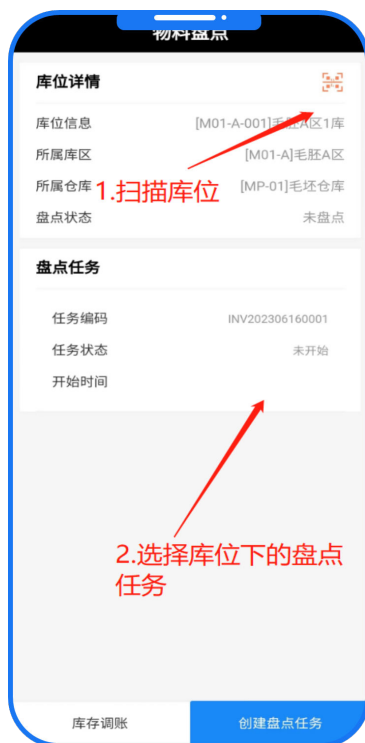 物料盘点
库位详情
库位信息 [M01-A-001]毛胚A区1库
所属库区 [M01-A]毛胚A区
所属仓库 [MP-01]毛坯仓库
1.扫描库位
盘点状态 未盘点
盘点任务
任务编码 INV202306160001
任务状态 未开始
开始时间
2.选择库位下的盘点
任务
库存调账 创建盘点任务